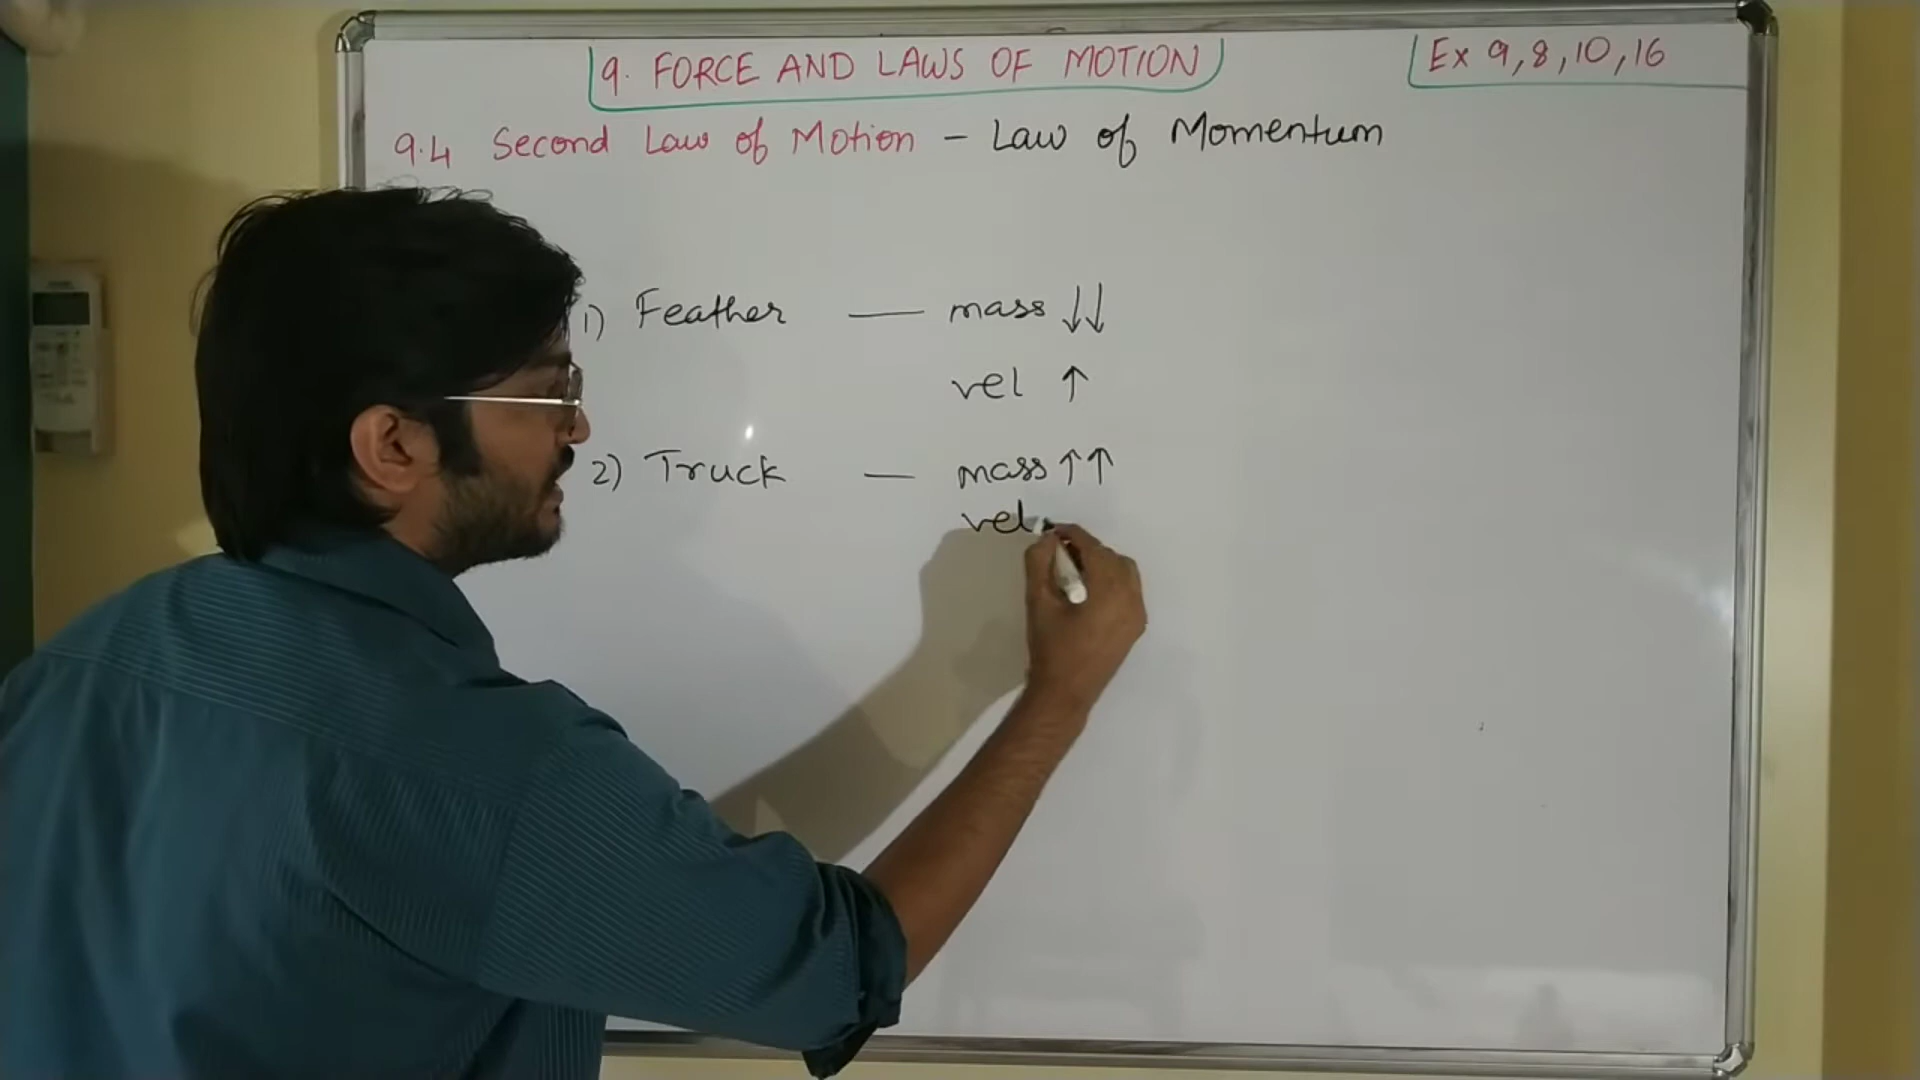 9. FORCE AND LAWS OF MOTION
Ex 9,8,10,16
9.4 Second Law of Motion - Law of Momentum
1) Feather — mass ↓↓
vel ↑
2) Truck — mass ↑↑
vel